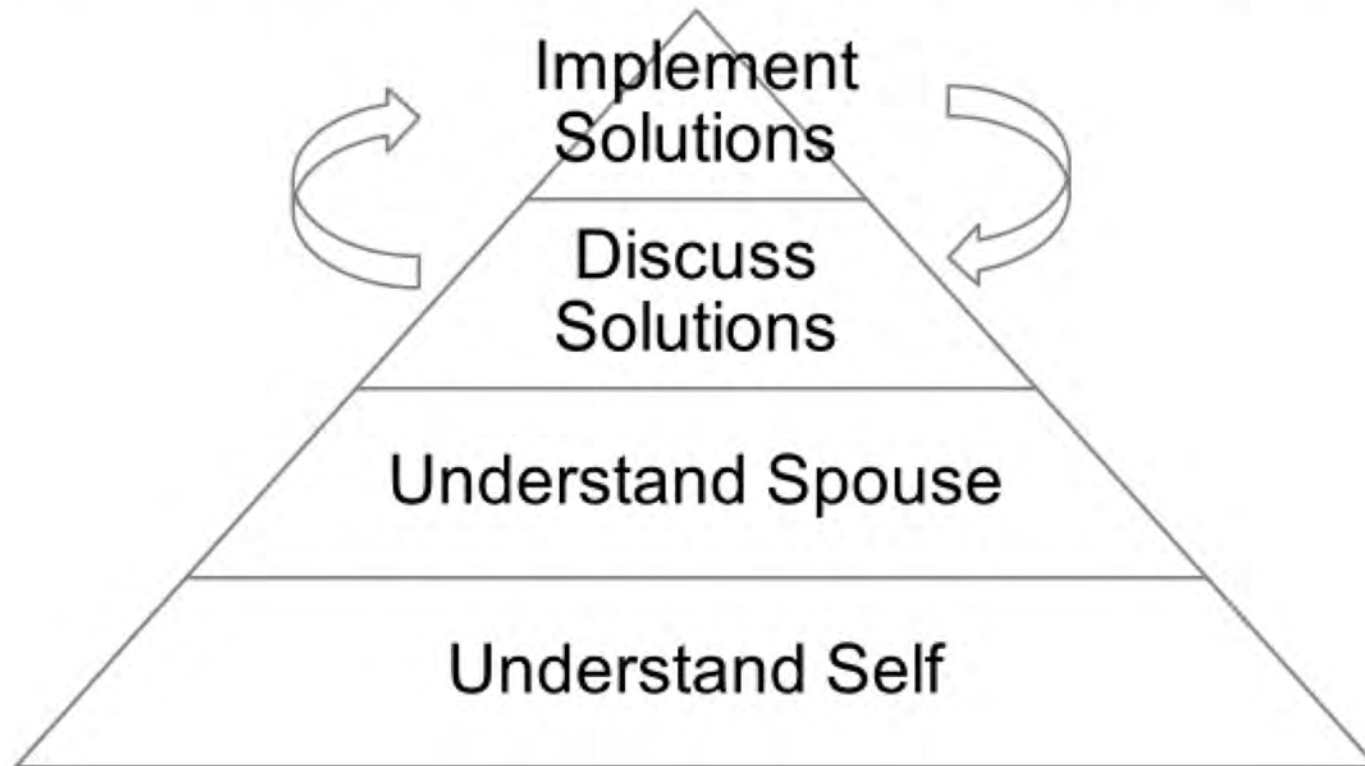 Implement
Solutions
Discuss
Solutions
Understand Spouse
Understand Self